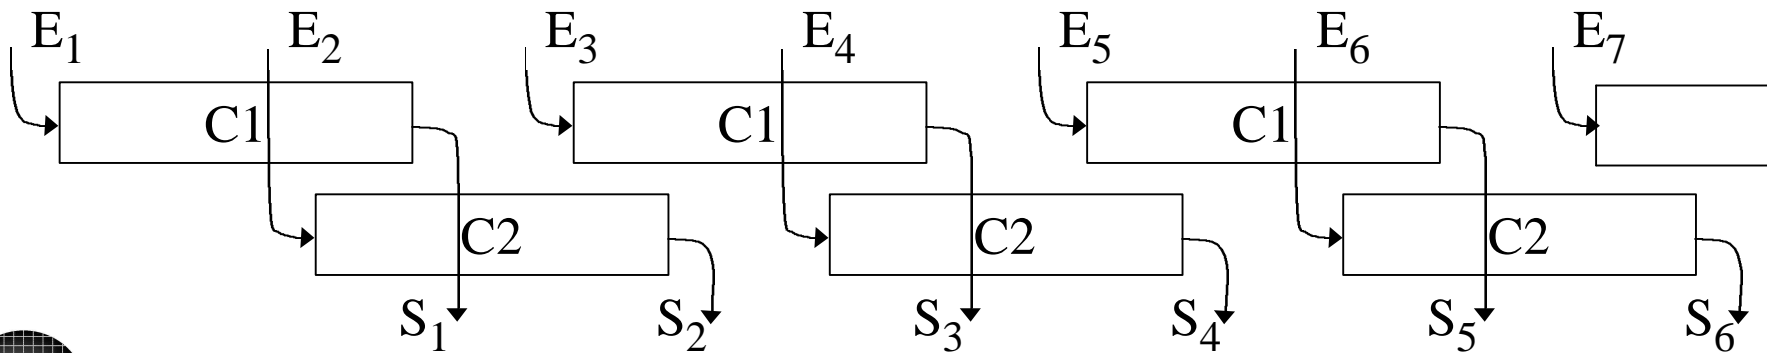 E1 E2 E3 E4 E5 E6 E7
C1 C1 C1
C2 C2 C2
S1 S2 S3 S4 S5 S6